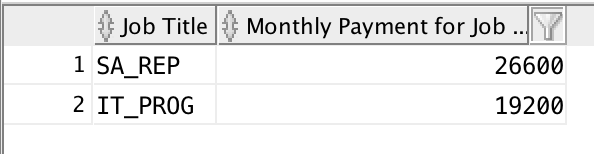 Job Title Monthly Payment for Job ...
1 SA_REP 26600
2 IT_PROG 19200